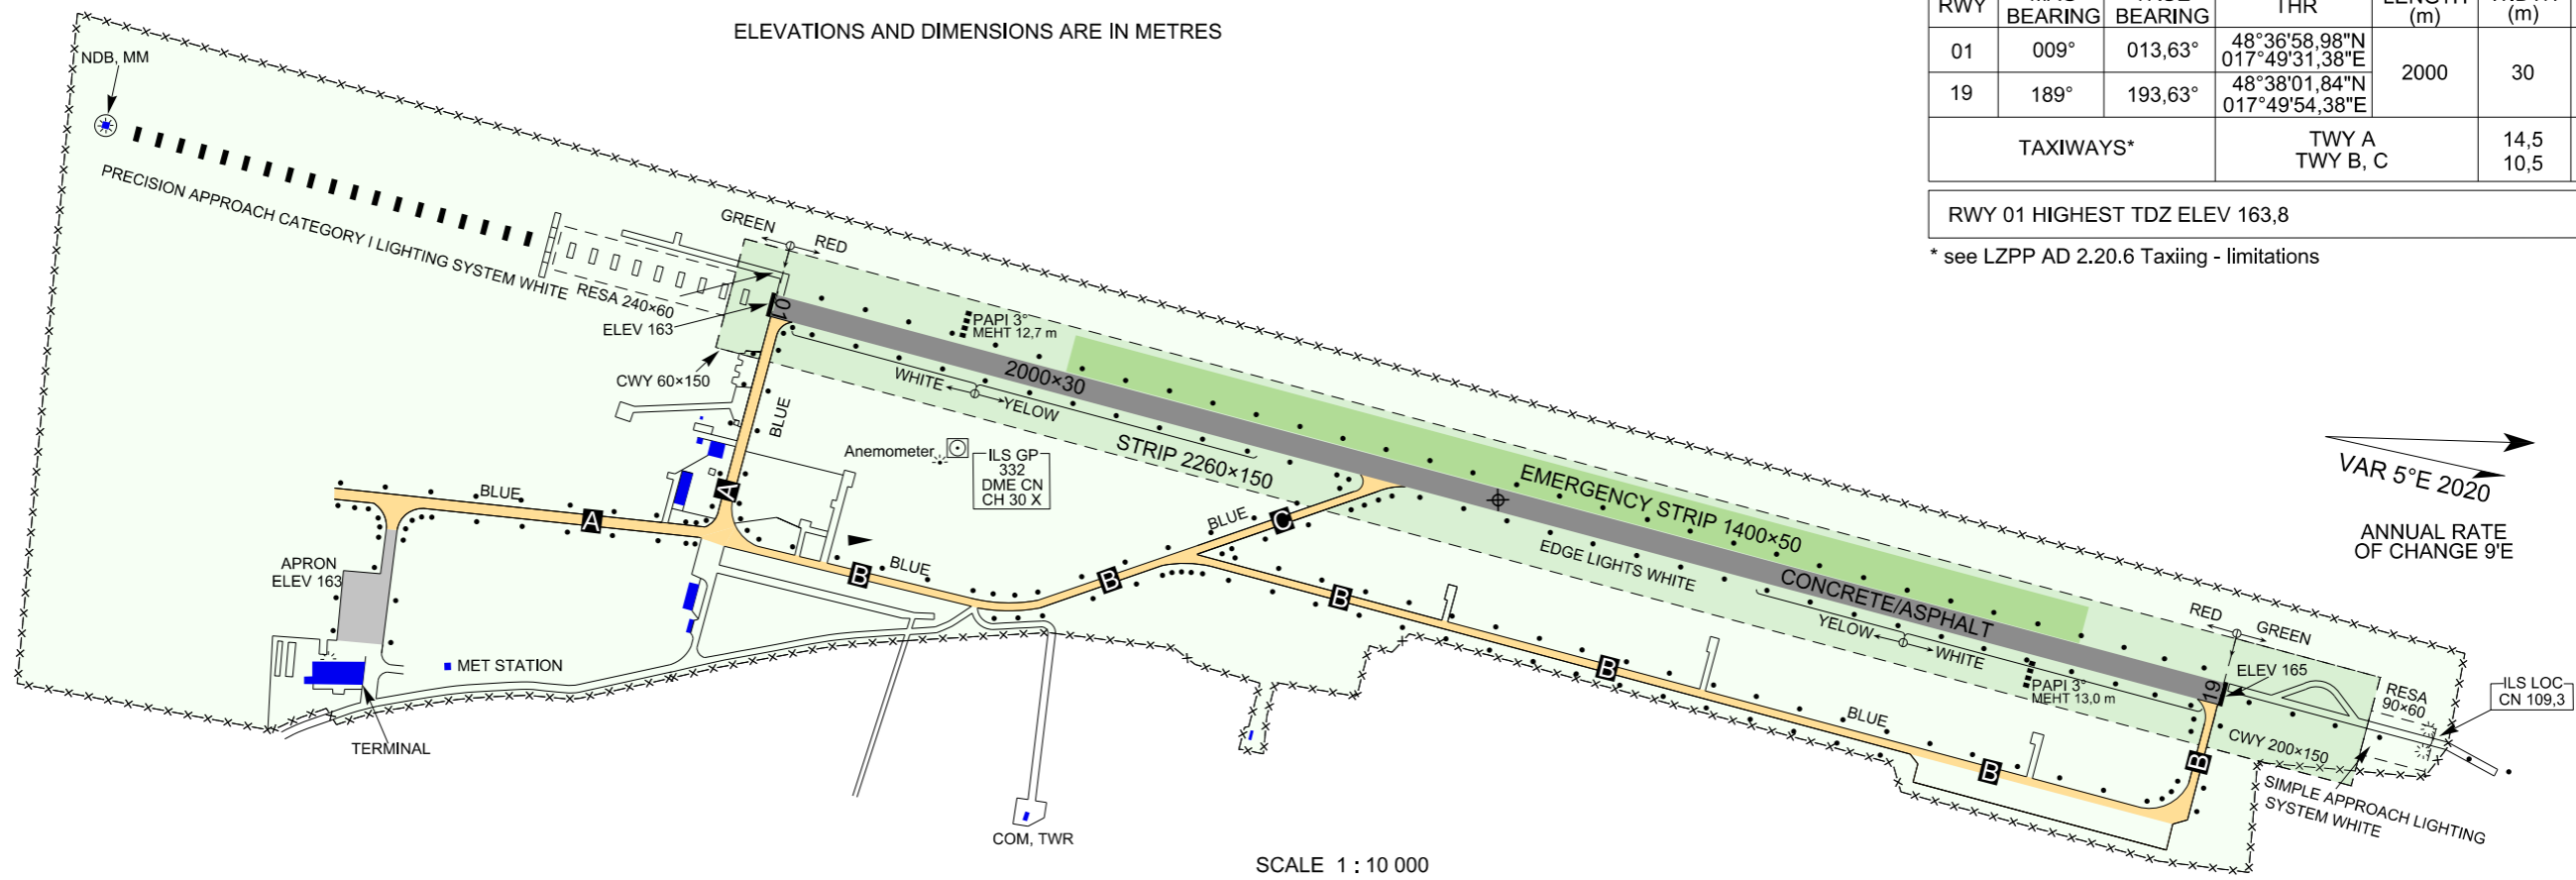 ELEVATIONS AND DIMENSIONS ARE IN METRES
RWY
BEARING
BEARING
THR
(m)
(m)
01
009°
013,63°
48°36'58,98"N
017°49'31,38"E
2000
30
19
189°
193,63°
48°38'01,84"N
017°49'54,38"E
TAXIWAYS*
TWY A
14,5
TWY B, C
10,5
RWY 01 HIGHEST TDZ ELEV 163,8
* see LZPP AD 2.20.6 Taxiing - limitations
NDB, MM
PRECISION APPROACH CATEGORY I LIGHTING SYSTEM WHITE
GREEN
RED
RESA 240×60
ELEV 163
01
CWY 60×150
PAPI 3°
MEHT 12,7 m
2000×30
WHITE
YELOW
BLUE
STRIP 2260×150
Anemometer
ILS GP
332
DME CN
CH 30 X
EMERGENCY STRIP 1400×50
EDGE LIGHTS WHITE
CONCRETE/ASPHALT
VAR 5°E 2020
ANNUAL RATE
OF CHANGE 9'E
BLUE
A
A
BLUE
C
BLUE
B
B
B
B
B
B
BLUE
APRON
ELEV 163
MET STATION
TERMINAL
COM, TWR
YELOW
WHITE
PAPI 3°
MEHT 13,0 m
RED
GREEN
ELEV 165
19
RESA
90×60
ILS LOC
CN 109,3
CWY 200×150
SIMPLE APPROACH LIGHTING
SYSTEM WHITE
SCALE 1 : 10 000